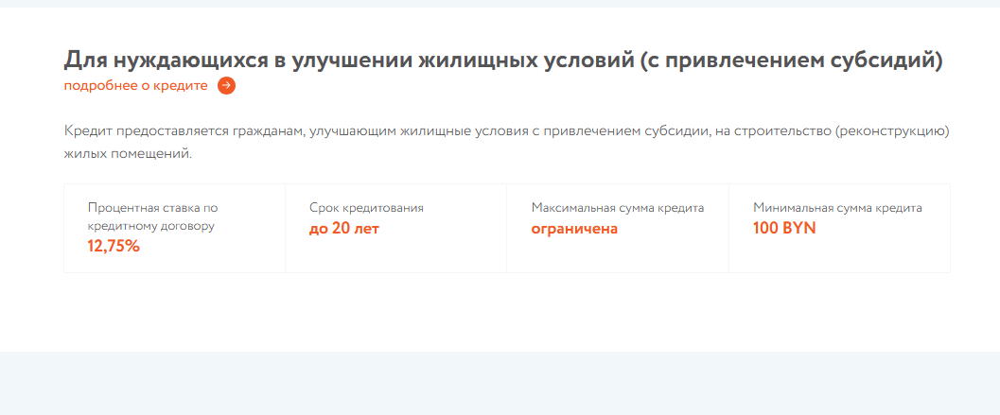 Для нуждающихся в улучшении жилищных условий (с привлечением субсидий)
подробнее о кредите
Кредит предоставляется гражданам, улучшающим жилищные условия с привлечением субсидии, на строительство (реконструкцию)
жилых помещений.
Процентная ставка по
кредитному договору
12,75%
Срок кредитования
до 20 лет
Максимальная сумма кредита
ограничена
Минимальная сумма кредита
100 BYN